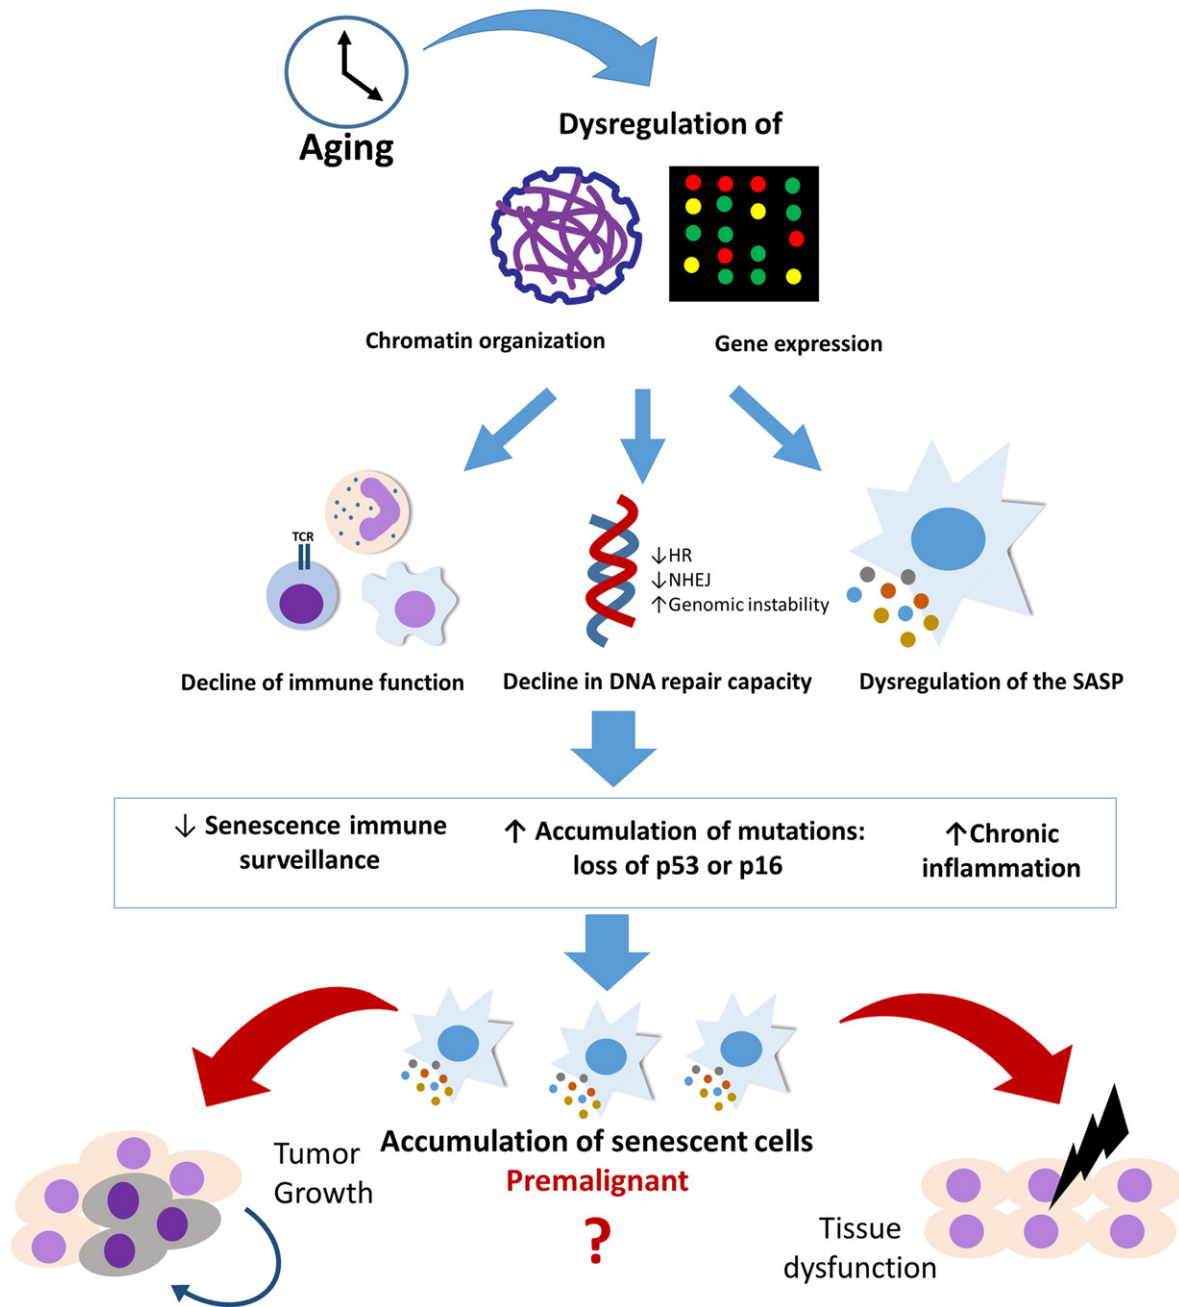 Aging
Dysregulation of
Chromatin organization
Gene expression
TCR
↓HR
↓NHEJ
↑Genomic instability
Decline of immune function
Decline in DNA repair capacity
Dysregulation of the SASP
↓ Senescence immune
surveillance
↑ Accumulation of mutations:
loss of p53 or p16
↑Chronic
inflammation
Accumulation of senescent cells
Premalignant
?
Tumor
Growth
Tissue
dysfunction